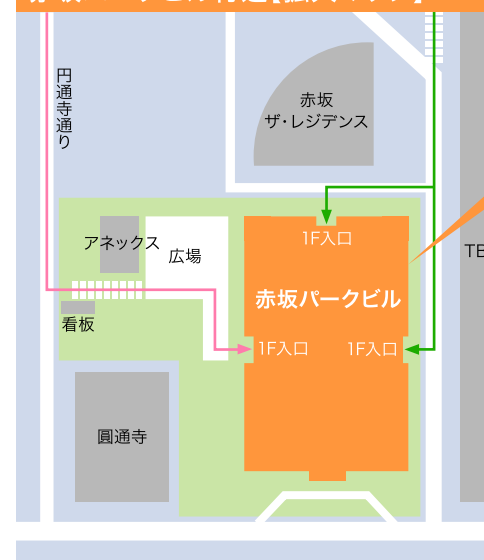 円通寺通り
赤坂
ザ・レジデンス
アネックス
広場
1F入口
赤坂パークビル
看板
1F入口
1F入口
圓通寺